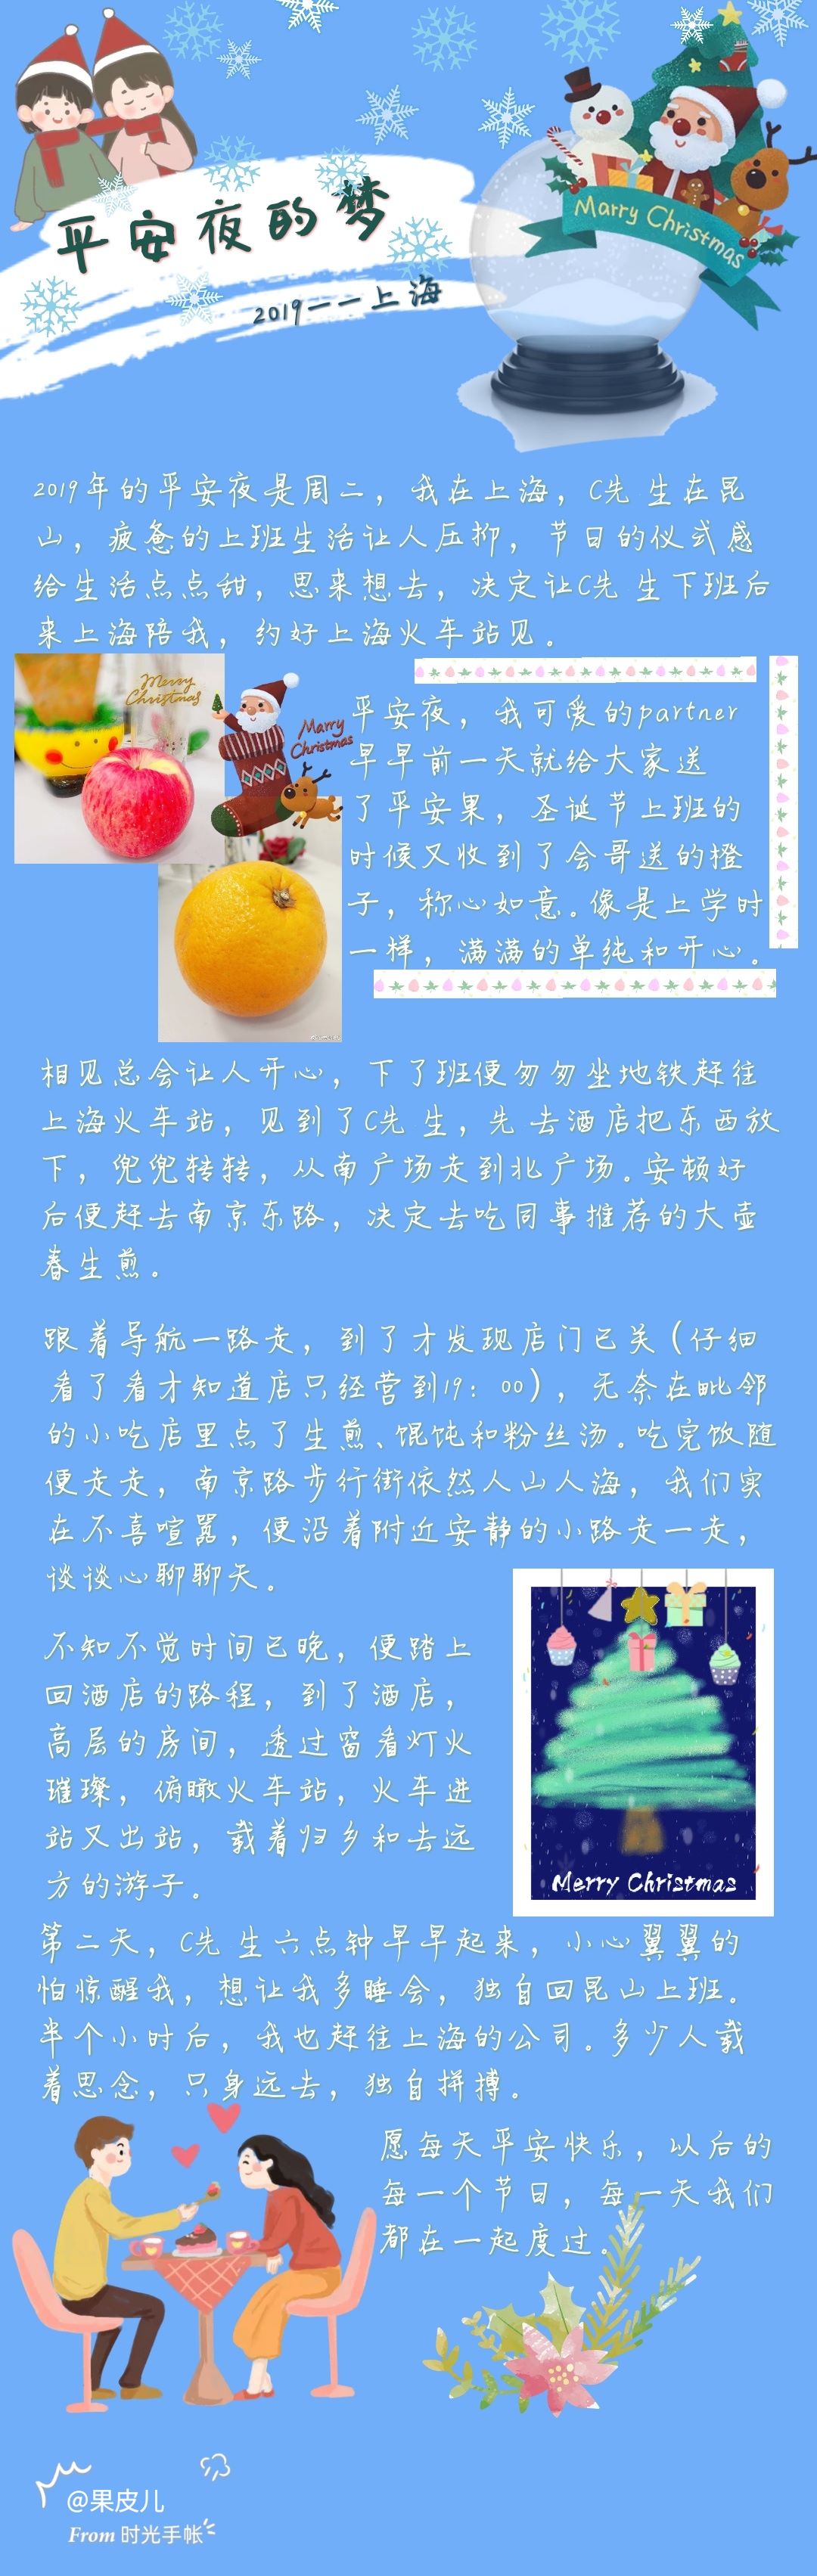 平安夜的梦
Marry Christmas
2019一一上海
2019年的平安夜是周二，我在上海，C先生在昆
山，疲惫的上班生活让人压抑，节日的仪式感
给生活点点甜，思来想去，决定让C先生下班后
来上海陪我，约好上海火车站见。
Merry
Christmas
Marry
Christmas
平安夜，我可爱的partner
早早前一天就给大家送
了平安果，圣诞节上班的
时候又收到了会哥送的橙
子，称心如意。像是上学时
一样，满满的单纯和开心。
相见总会让人开心，下了班便匆匆坐地铁赶往
上海火车站，见到了C先生，先去酒店把东西放
下，兜兜转转，从南广场走到北广场。安顿好
后便赶去南京东路，决定去吃同事推荐的大壶
春生煎。
跟着导航一路走，到了才发现店门已关（仔细
看了看才知道店只经营到19：00），无奈在毗邻
的小吃店里点了生煎、馄饨和粉丝汤。吃完饭随
便走走，南京路步行街依然人山人海，我们实
在不喜喧嚣，便沿着附近安静的小路走一走，
谈谈心聊聊天。
不知不觉时间已晚，便踏上
回酒店的路程，到了酒店，
高层的房间，透过窗看灯火
璀璨，俯瞰火车站，火车进
站又出站，载着归乡和去远
方的游子。
Merry Christmas
第二天，C先生六点钟早早起来，小心翼翼的
怕惊醒我，想让我多睡会，独自回昆山上班。
半个小时后，我也赶往上海的公司。多少人载
着思念，只身远去，独自拼搏。
愿每天平安快乐，以后的
每一个节日，每一天我们
都在一起度过。
@果皮儿
From 时光手帐